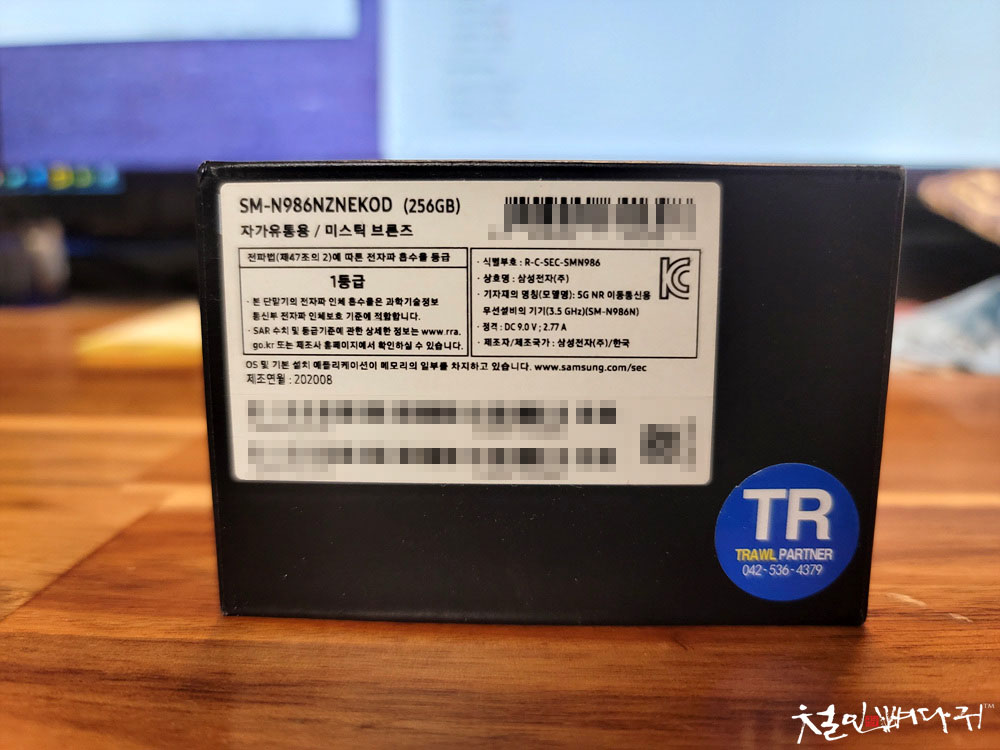 SM-N986NZNEKOD (256GB)
자가유통용 / 미스틱 브론즈
전파법(제47조의 2)에 따른 전자파 흡수율 등급
1등급
· 본 단말기의 전자파 인체 흡수율은 과학기술정보
통신부 전자파 인체보호 기준에 적합합니다.
· SAR 수치 및 등급기준에 관한 상세한 정보는 www.rra.
go.kr 또는 제조사 홈페이지에서 확인하실 수 있습니다.
· 식별부호 : R-C-SEC-SMN986
· 상호명 : 삼성전자(주)
· 기자재의 명칭(모델명): 5G NR 이동통신용
무선설비의 기기(3.5 GHz)(SM-N986N)
· 정격 : DC 9.0 V ; 2.77 A
· 제조자/제조국가 : 삼성전자(주)/한국
OS 및 기본 설치 애플리케이션이 메모리의 일부를 차지하고 있습니다. www.samsung.com/sec
제조연월 : 202008
TR
TRAWL PARTNER
042-536-4379
철민뼈다귀™